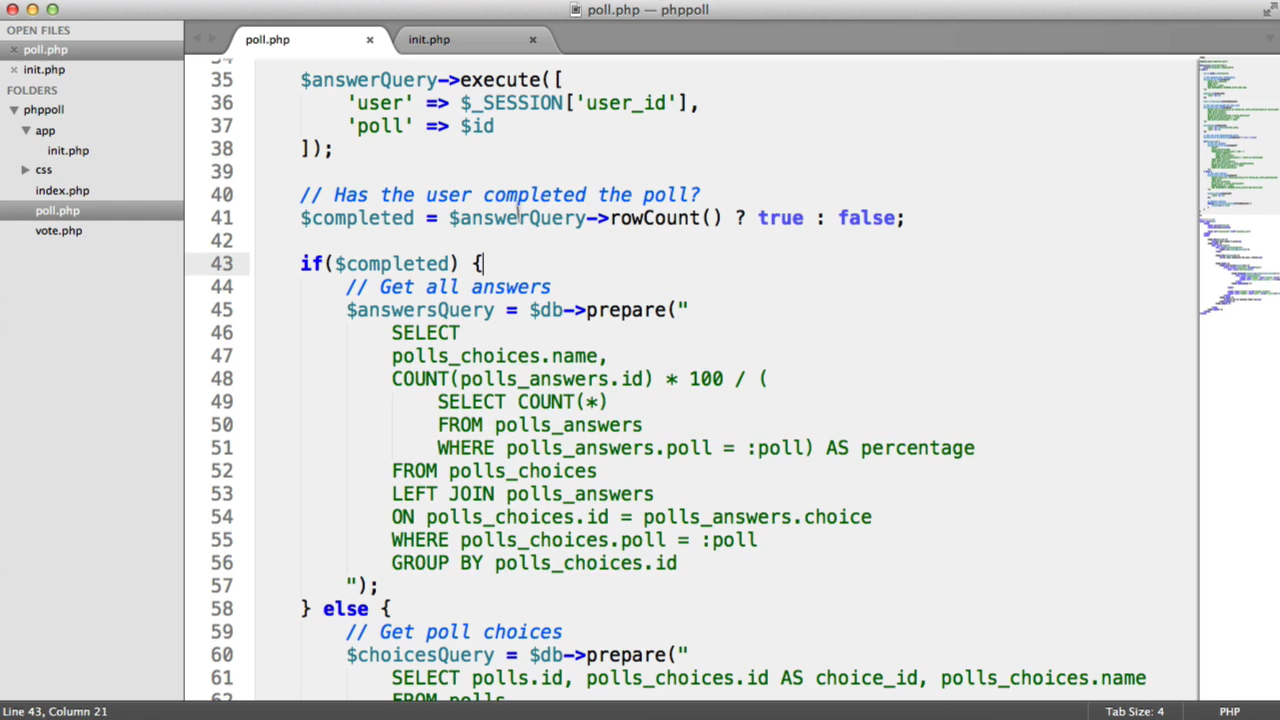 poll.php — phppoll
OPEN FILES
poll.php
init.php
FOLDERS
phppoll
app
init.php
css
index.php
poll.php
vote.php
poll.php
init.php
35 $answerQuery->execute([
36 'user' => $_SESSION['user_id'],
37 'poll' => $id
38 ]);
39
40 // Has the user completed the poll?
41 $completed = $answerQuery->rowCount() ? true : false;
42
43 if($completed) {
44 // Get all answers
45 $answersQuery = $db->prepare("
46 SELECT
47 polls_choices.name,
48 COUNT(polls_answers.id) * 100 / (
49 SELECT COUNT(*)
50 FROM polls_answers
51 WHERE polls_answers.poll = :poll) AS percentage
52 FROM polls_choices
53 LEFT JOIN polls_answers
54 ON polls_choices.id = polls_answers.choice
55 WHERE polls_choices.poll = :poll
56 GROUP BY polls_choices.id
57 ");
58 } else {
59 // Get poll choices
60 $choicesQuery = $db->prepare("
61 SELECT polls.id, polls_choices.id AS choice_id, polls_choices.name
62 FROM polls
Line 43, Column 21
Tab Size: 4
PHP